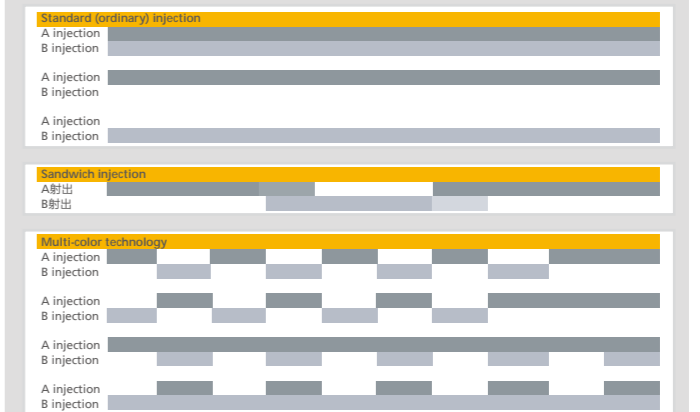 Standard (ordinary) injection
A injection
B injection
A injection
B injection
A injection
B injection
Sandwich injection
A射出
B射出
Multi-color technology
A injection
B injection
A injection
B injection
A injection
B injection
A injection
B injection